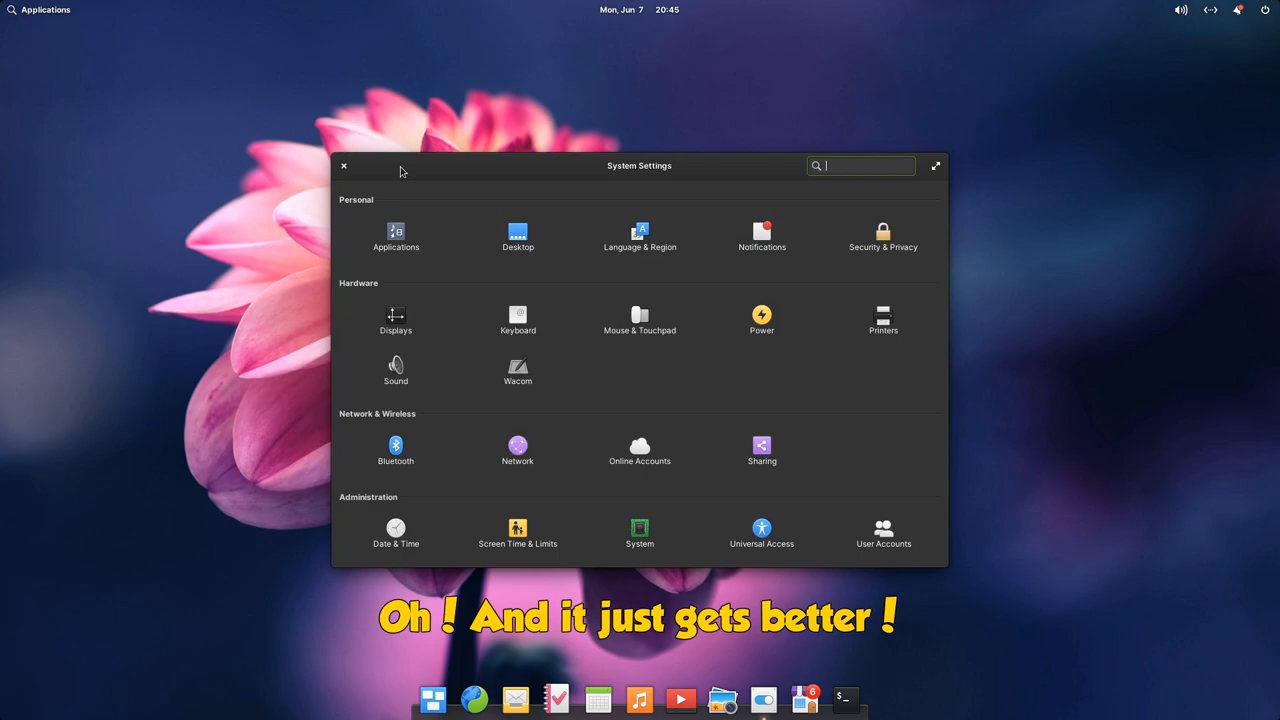 Applications
Mon, Jun 7 20:45
System Settings
Personal
Applications
Desktop
Language & Region
Notifications
Security & Privacy
Hardware
Displays
Keyboard
Mouse & Touchpad
Power
Printers
Sound
Wacom
Network & Wireless
Bluetooth
Network
Online Accounts
Sharing
Administration
Date & Time
Screen Time & Limits
System
Universal Access
User Accounts
Oh! And it just gets better!
6
$_